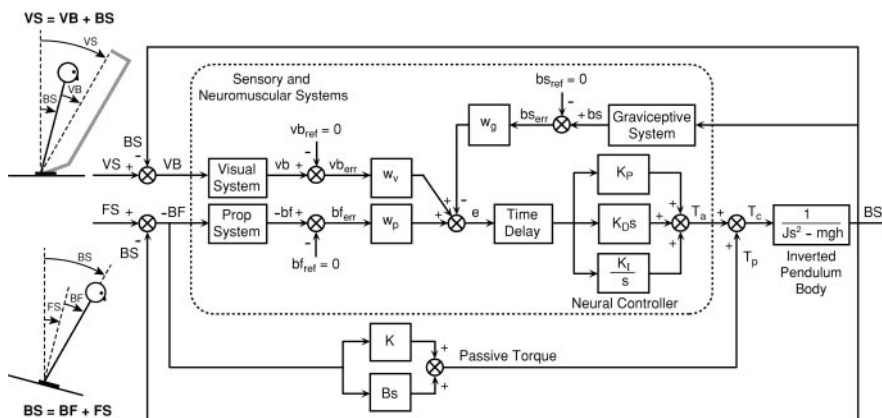 VS = VB + BS
VS
VB
BS
BS
-
VS +
VB
FS +
-BF
BS -
BS
BF
FS
BS = BF + FS
Sensory and
Neuromuscular Systems
vb_ref = 0
-
Visual
System
vb +
vb_err
w_v
Prop
System
-bf +
bf_err
w_p
-
bf_ref = 0
bs_ref = 0
-
w_g
bs_err
+ bs
Graviceptive
System
-
+
+
e
Time
Delay
K_P
K_Ds
K_I
s
+
+
+
T_a
Neural Controller
+
T_c
+
T_p
1
Js² – mgh
BS
Inverted
Pendulum
Body
K
+
Passive Torque
Bs
+